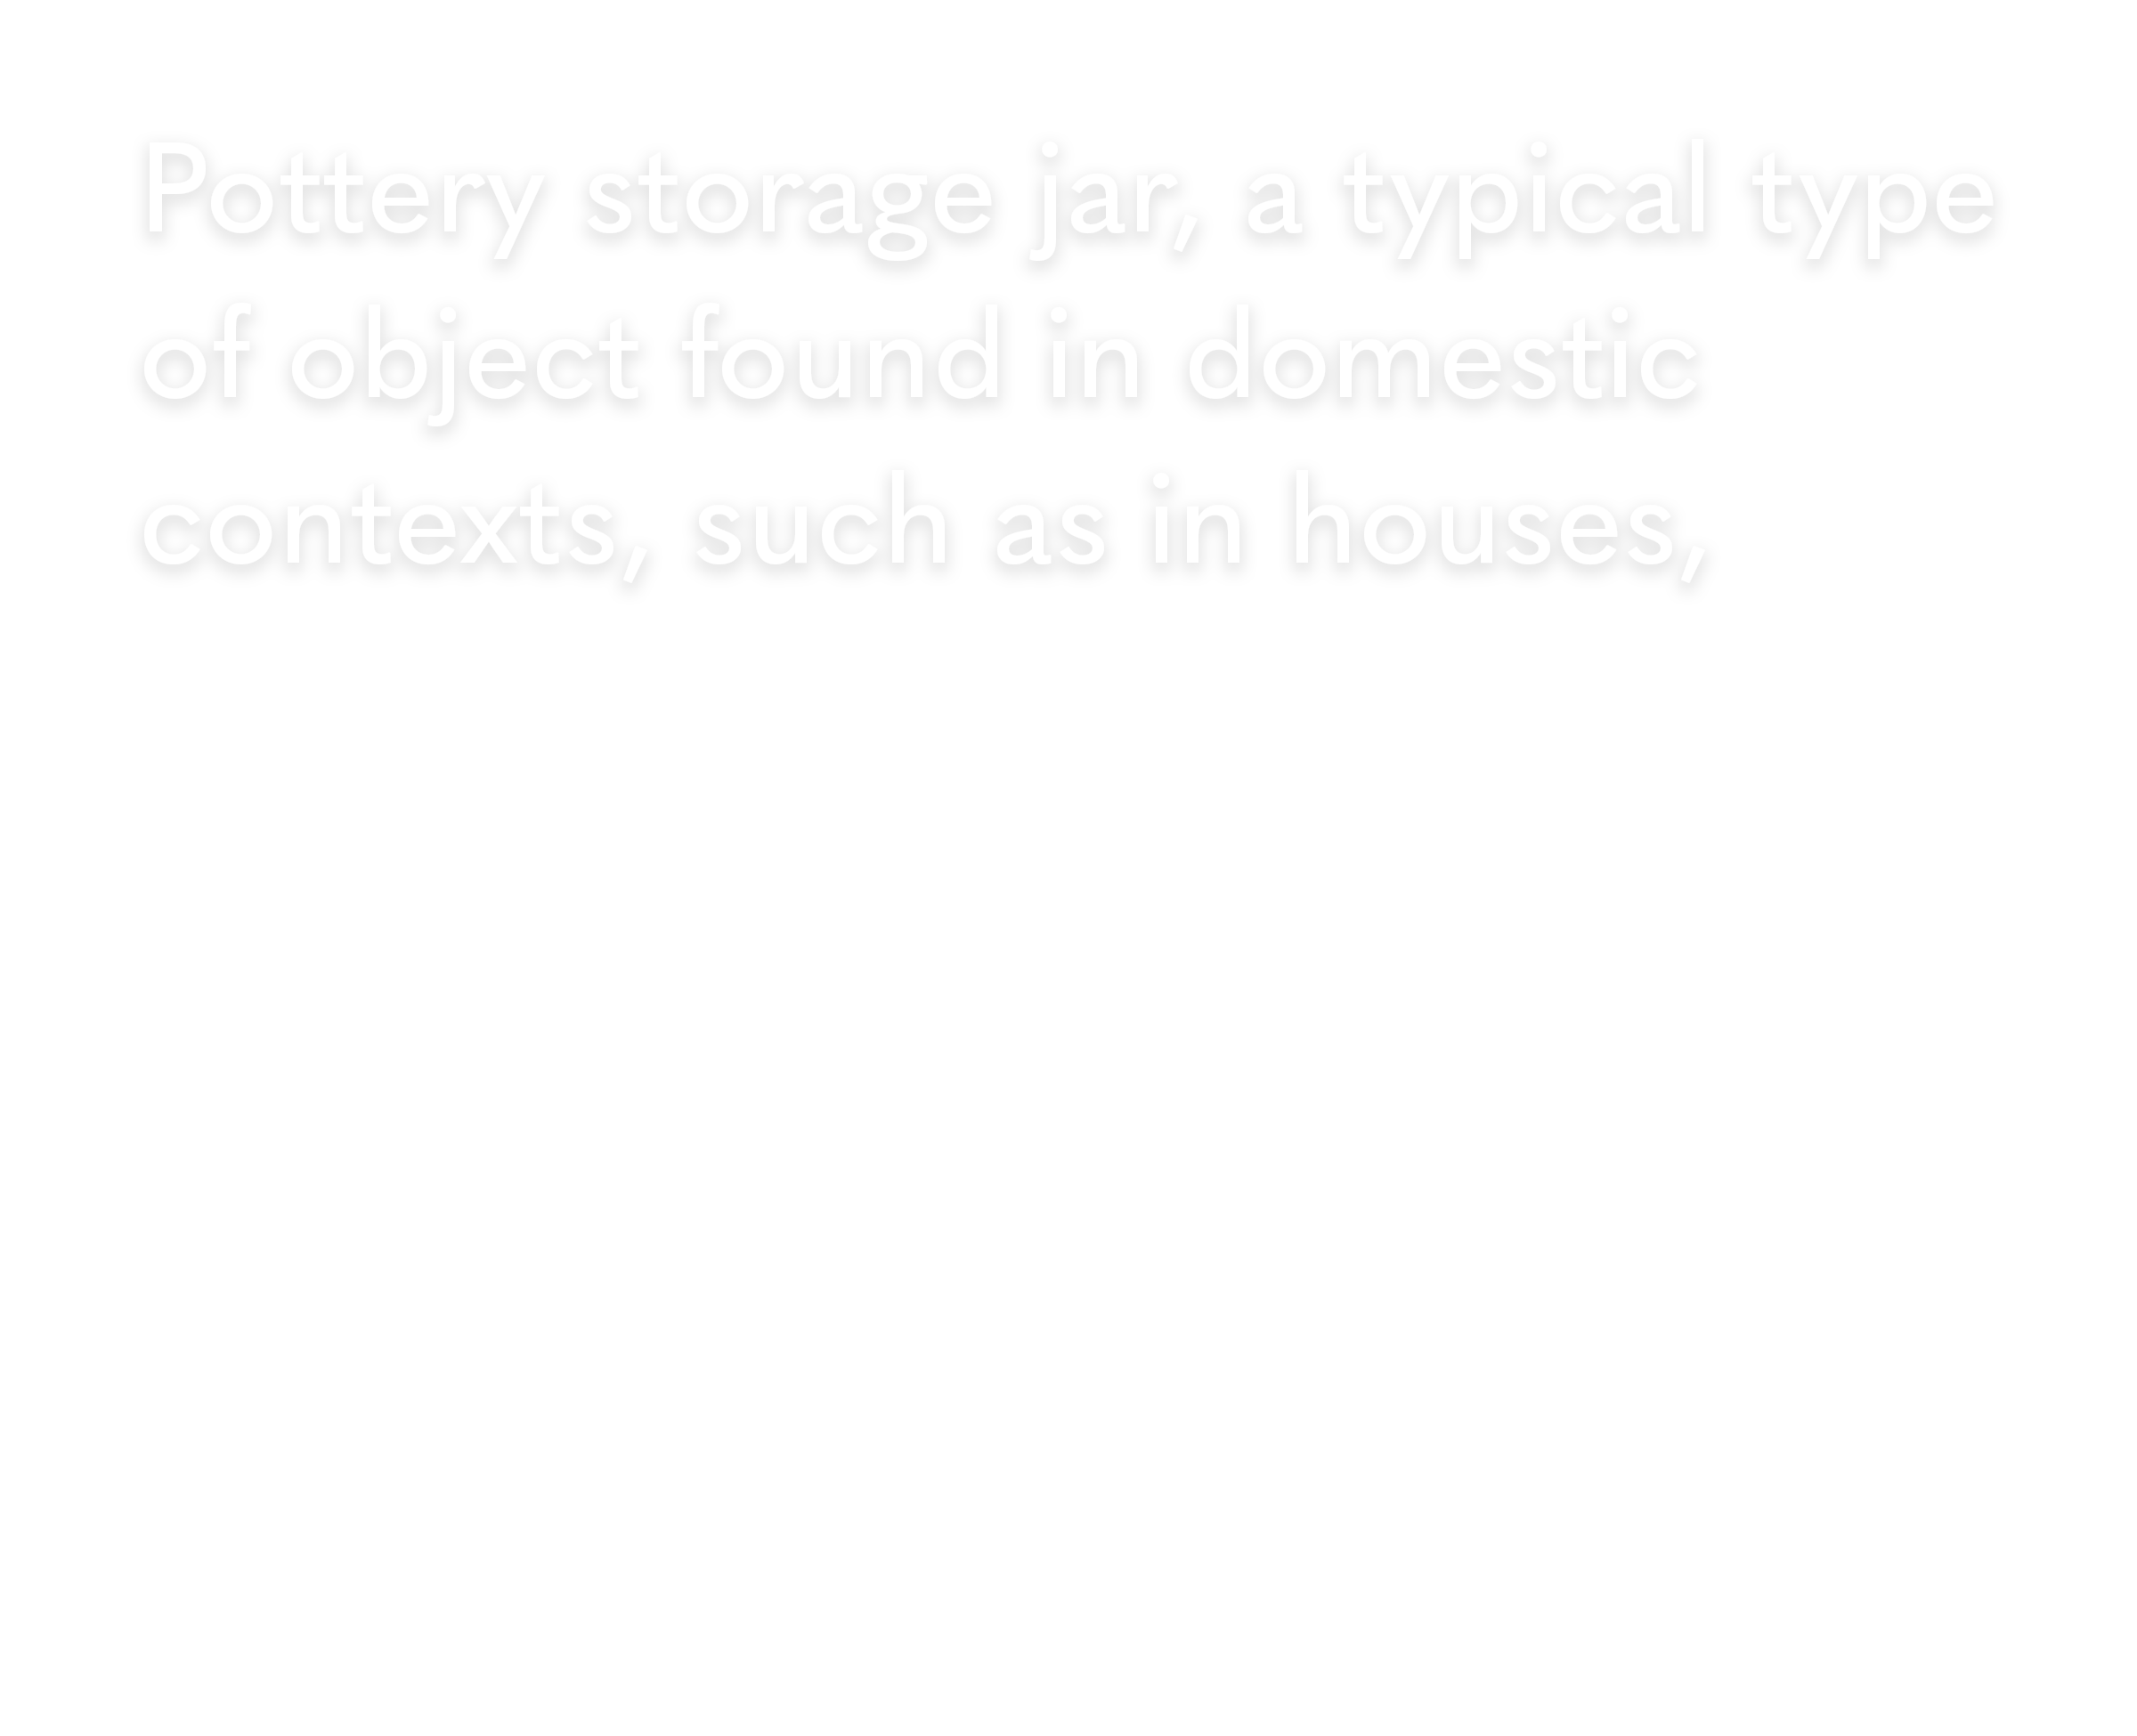 Pottery storage jar, a typical type
of object found in domestic
contexts, such as in houses,